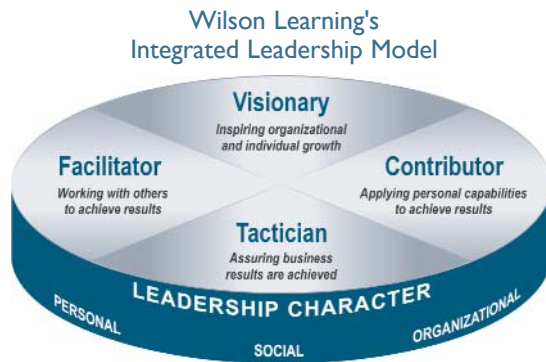 Wilson Learning's
Integrated Leadership Model
Visionary
Inspiring organizational
and individual growth
Facilitator
Working with others
to achieve results
Contributor
Applying personal capabilities
to achieve results
Tactician
Assuring business
results are achieved
LEADERSHIP CHARACTER
PERSONAL
SOCIAL
ORGANIZATIONAL